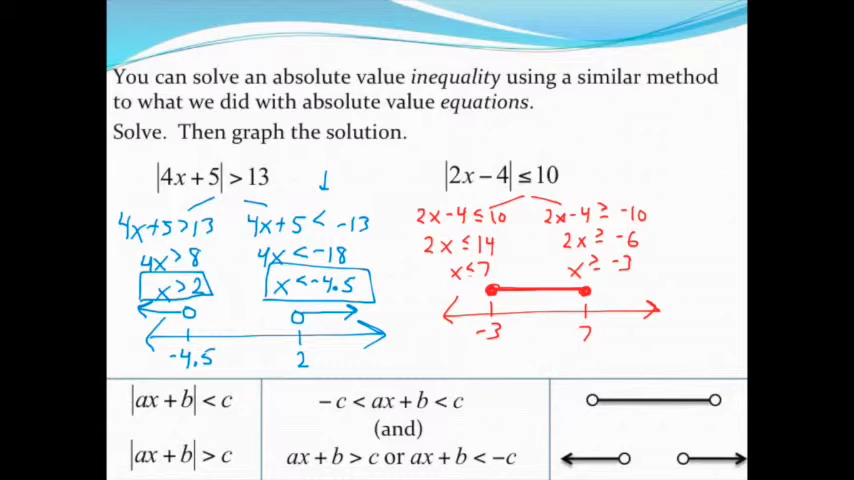 You can solve an absolute value inequality using a similar method
to what we did with absolute value equations.
Solve. Then graph the solution.
|4x + 5| > 13
4x+5>13 4x+5 < -13
4x > 8 4x < -18
x > 2 x < -4.5
-4.5 2
|2x − 4| ≤ 10
2x-4 ≤ 10 2x-4 ≥ -10
2x ≤ 14 2x ≥ -6
x ≤ 7 x ≥ -3
-3 7
|ax + b| < c
|ax + b| > c
− c < ax + b < c
(and)
ax + b > c or ax + b < −c